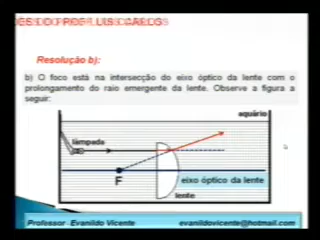 Resolução b):
b) O foco está na intersecção do eixo óptico da lente com o
prolongamento do raio emergente da lente. Observe a figura a
seguir:
aquário
lâmpada
F
eixo óptico da lente
lente
Professor- Evanildo Vicente evanildovicente@hotmail.com